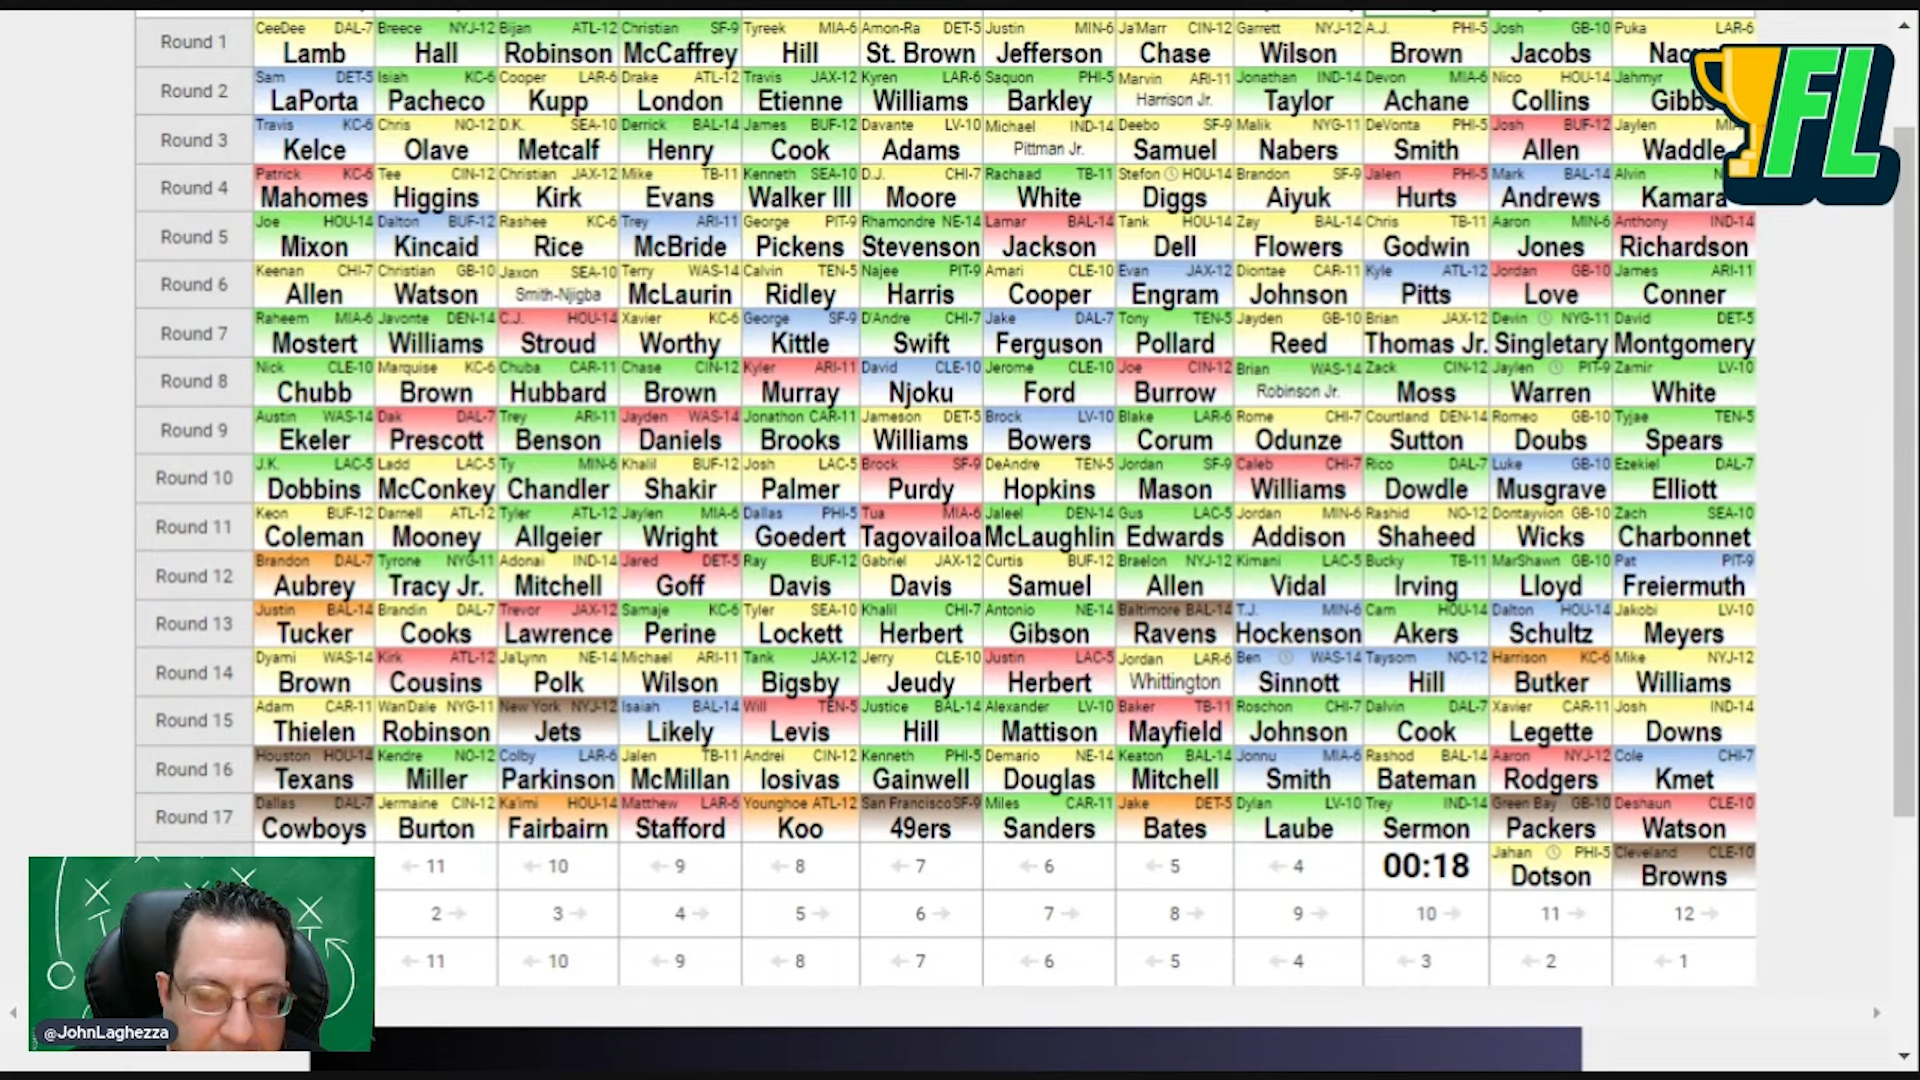 Round 1 CeeDee DAL-7 Lamb Breece NYJ-12 Hall Bijan ATL-12 Robinson Christian SF-9 McCaffrey Tyreek MIA-6 Hill Amon-Ra DET-5 St. Brown Justin MIN-6 Jefferson Ja'Marr CIN-12 Chase Garrett NYJ-12 Wilson A.J. PHI-5 Brown Josh GB-10 Jacobs Puka LAR-6
Round 2 Sam DET-5 LaPorta Isiah KC-6 Pacheco Cooper LAR-6 Kupp Drake ATL-12 London Travis JAX-12 Etienne Kyren LAR-6 Williams Saquon PHI-5 Barkley Marvin ARI-11 Harrison Jr. Jonathan IND-14 Taylor Devon MIA-6 Achane Nico HOU-14 Collins Jahmyr
Round 3 Travis KC-6 Kelce Chris NO-12 Olave D.K. SEA-10 Metcalf Derrick BAL-14 Henry James BUF-12 Cook Davante LV-10 Adams Michael IND-14 Pittman Jr. Deebo SF-9 Samuel Malik NYG-11 Nabers DeVonta PHI-5 Smith Josh BUF-12 Allen Jaylen Waddle
Round 4 Patrick KC-6 Mahomes Tee CIN-12 Higgins Christian JAX-12 Kirk Mike TB-11 Evans Kenneth SEA-10 Walker III D.J. CHI-7 Moore Rachaad TB-11 White Stefon HOU-14 Diggs Brandon SF-9 Aiyuk Jalen PHI-5 Hurts Mark BAL-14 Andrews Alvin Kamara
Round 5 Joe HOU-14 Mixon Dalton BUF-12 Kincaid Rashee KC-6 Rice Trey ARI-11 McBride George PIT-9 Pickens Rhamondre NE-14 Stevenson Lamar BAL-14 Jackson Tank HOU-14 Dell Zay BAL-14 Flowers Chris TB-11 Godwin Aaron MIN-6 Jones Anthony IND-14 Richardson
Round 6 Keenan CHI-7 Allen Christian GB-10 Watson Jaxon SEA-10 Smith-Njigba Terry WAS-14 McLaurin Calvin TEN-5 Ridley Najee PIT-9 Harris Amari CLE-10 Cooper Evan JAX-12 Engram Diontae CAR-11 Johnson Kyle ATL-12 Pitts Jordan GB-10 Love James ARI-11 Conner
Round 7 Raheem MIA-6 Mostert Javonte DEN-14 Williams C.J. HOU-14 Stroud Xavier KC-6 Worthy George SF-9 Kittle D'Andre CHI-7 Swift Jake DAL-7 Ferguson Tony TEN-5 Pollard Jayden GB-10 Reed Brian JAX-12 Thomas Jr. Devin NYG-11 Singletary David DET-5 Montgomery
Round 8 Nick CLE-10 Chubb Marquise KC-6 Brown Chuba CAR-11 Hubbard Chase CIN-12 Brown Kyler ARI-11 Murray David CLE-10 Njoku Jerome CLE-10 Ford Joe CIN-12 Burrow Brian WAS-14 Robinson Jr. Zack CIN-12 Moss Jaylen PIT-9 Warren Zamir LV-10 White
Round 9 Austin WAS-14 Ekeler Dak DAL-7 Prescott Trey ARI-11 Benson Jayden WAS-14 Daniels Jonathon CAR-11 Brooks Jameson DET-5 Williams Brock LV-10 Bowers Blake LAR-6 Corum Rome CHI-7 Odunze Courtland DEN-14 Sutton Romeo GB-10 Doubs Tyjae TEN-5 Spears
Round 10 J.K. LAC-5 Dobbins Ladd LAC-5 McConkey Ty MIN-6 Chandler Khalil BUF-12 Shakir Josh LAC-5 Palmer Brock SF-9 Purdy DeAndre TEN-5 Hopkins Jordan SF-9 Mason Caleb CHI-7 Williams Rico DAL-7 Dowdle Luke GB-10 Musgrave Ezekiel DAL-7 Elliott
Round 11 Keon BUF-12 Coleman Darnell ATL-12 Mooney Tyler ATL-12 Allgeier Jaylen MIA-6 Wright Dallas PHI-5 Goedert Tua MIA-6 Tagovailoa Jaleel DEN-14 McLaughlin Gus LAC-5 Edwards Jordan MIN-6 Addison Rashid NO-12 Shaheed Dontayvion GB-10 Wicks Zach SEA-10 Charbonnet
Round 12 Brandon DAL-7 Aubrey Tyrone NYG-11 Tracy Jr. Adonai IND-14 Mitchell Jared DET-5 Goff Ray BUF-12 Davis Gabriel JAX-12 Davis Curtis BUF-12 Samuel Braelon NYJ-12 Allen Kimani LAC-5 Vidal Bucky TB-11 Irving MarShawn GB-10 Lloyd Pat PIT-9 Freiermuth
Round 13 Justin BAL-14 Tucker Brandin DAL-7 Cooks Trevor JAX-12 Lawrence Samaje KC-6 Perine Tyler SEA-10 Lockett Khalil CHI-7 Herbert Antonio NE-14 Gibson Baltimore BAL-14 Ravens T.J. MIN-6 Hockenson Cam HOU-14 Akers Dalton HOU-14 Schultz Jakobi LV-10 Meyers
Round 14 Dyami WAS-14 Brown Kirk ATL-12 Cousins Ja'Lynn NE-14 Polk Michael ARI-11 Wilson Tank JAX-12 Bigsby Jerry CLE-10 Jeudy Justin LAC-5 Herbert Jordan LAR-6 Whittington Ben WAS-14 Sinnott Taysom NO-12 Hill Harrison KC-6 Butker Mike NYJ-12 Williams
Round 15 Adam CAR-11 Thielen Wan'Dale NYG-11 Robinson New York NYJ-12 Jets Isaiah BAL-14 Likely Will TEN-5 Levis Justice BAL-14 Hill Alexander LV-10 Mattison Baker TB-11 Mayfield Roschon CHI-7 Johnson Dalvin DAL-7 Cook Xavier CAR-11 Legette Josh IND-14 Downs
Round 16 Houston HOU-14 Texans Kendre NO-12 Miller Colby LAR-6 Parkinson Jalen TB-11 McMillan Andrei CIN-12 Iosivas Kenneth PHI-5 Gainwell Demario NE-14 Douglas Keaton BAL-14 Mitchell Jonnu MIA-6 Smith Rashod BAL-14 Bateman Aaron NYJ-12 Rodgers Cole CHI-7 Kmet
Round 17 Dallas DAL-7 Cowboys Jermaine CIN-12 Burton Ka'imi HOU-14 Fairbairn Matthew LAR-6 Stafford Younghoe ATL-12 Koo San Francisco SF-9 49ers Miles CAR-11 Sanders Jake DET-5 Bates Dylan LV-10 Laube Trey IND-14 Sermon Green Bay GB-10 Packers Deshaun CLE-10 Watson
← 11 ← 10 ← 9 ← 8 ← 7 ← 6 ← 5 ← 4 00:18 Jahan PHI-5 Dotson Cleveland CLE-10 Browns
2 → 3 → 4 → 5 → 6 → 7 → 8 → 9 → 10 → 11 → 12 →
← 11 ← 10 ← 9 ← 8 ← 7 ← 6 ← 5 ← 4 ← 3 ← 2 ← 1
FL
@JohnLaghezza